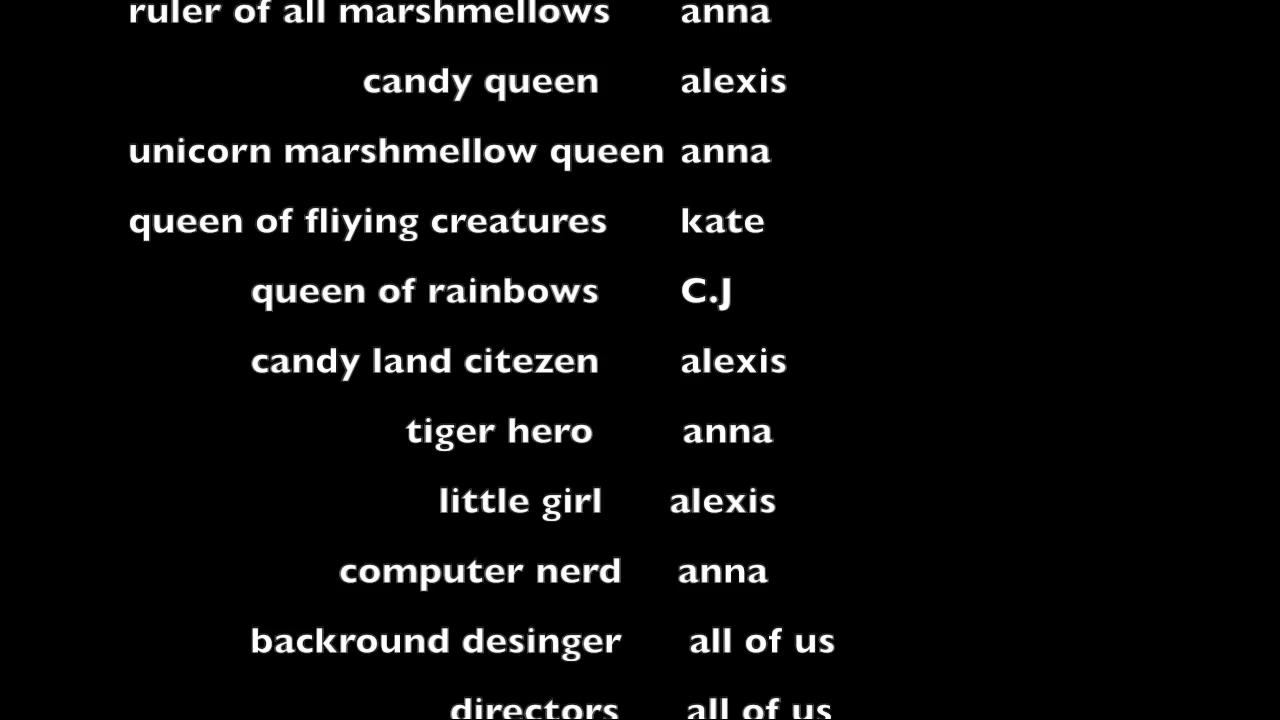 ruler of all marshmellows anna
candy queen alexis
unicorn marshmellow queen anna
queen of fliying creatures kate
queen of rainbows C.J
candy land citezen alexis
tiger hero anna
little girl alexis
computer nerd anna
backround desinger all of us
directors all of us